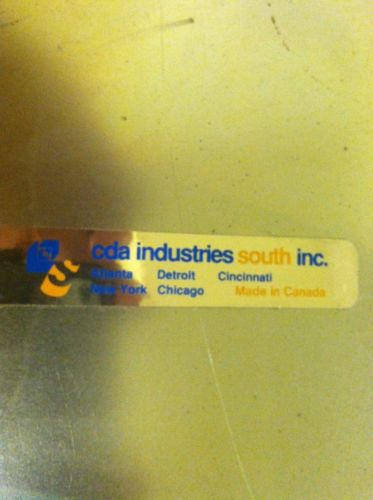 cda industries south inc.
Atlanta Detroit Cincinnati
New York Chicago Made in Canada